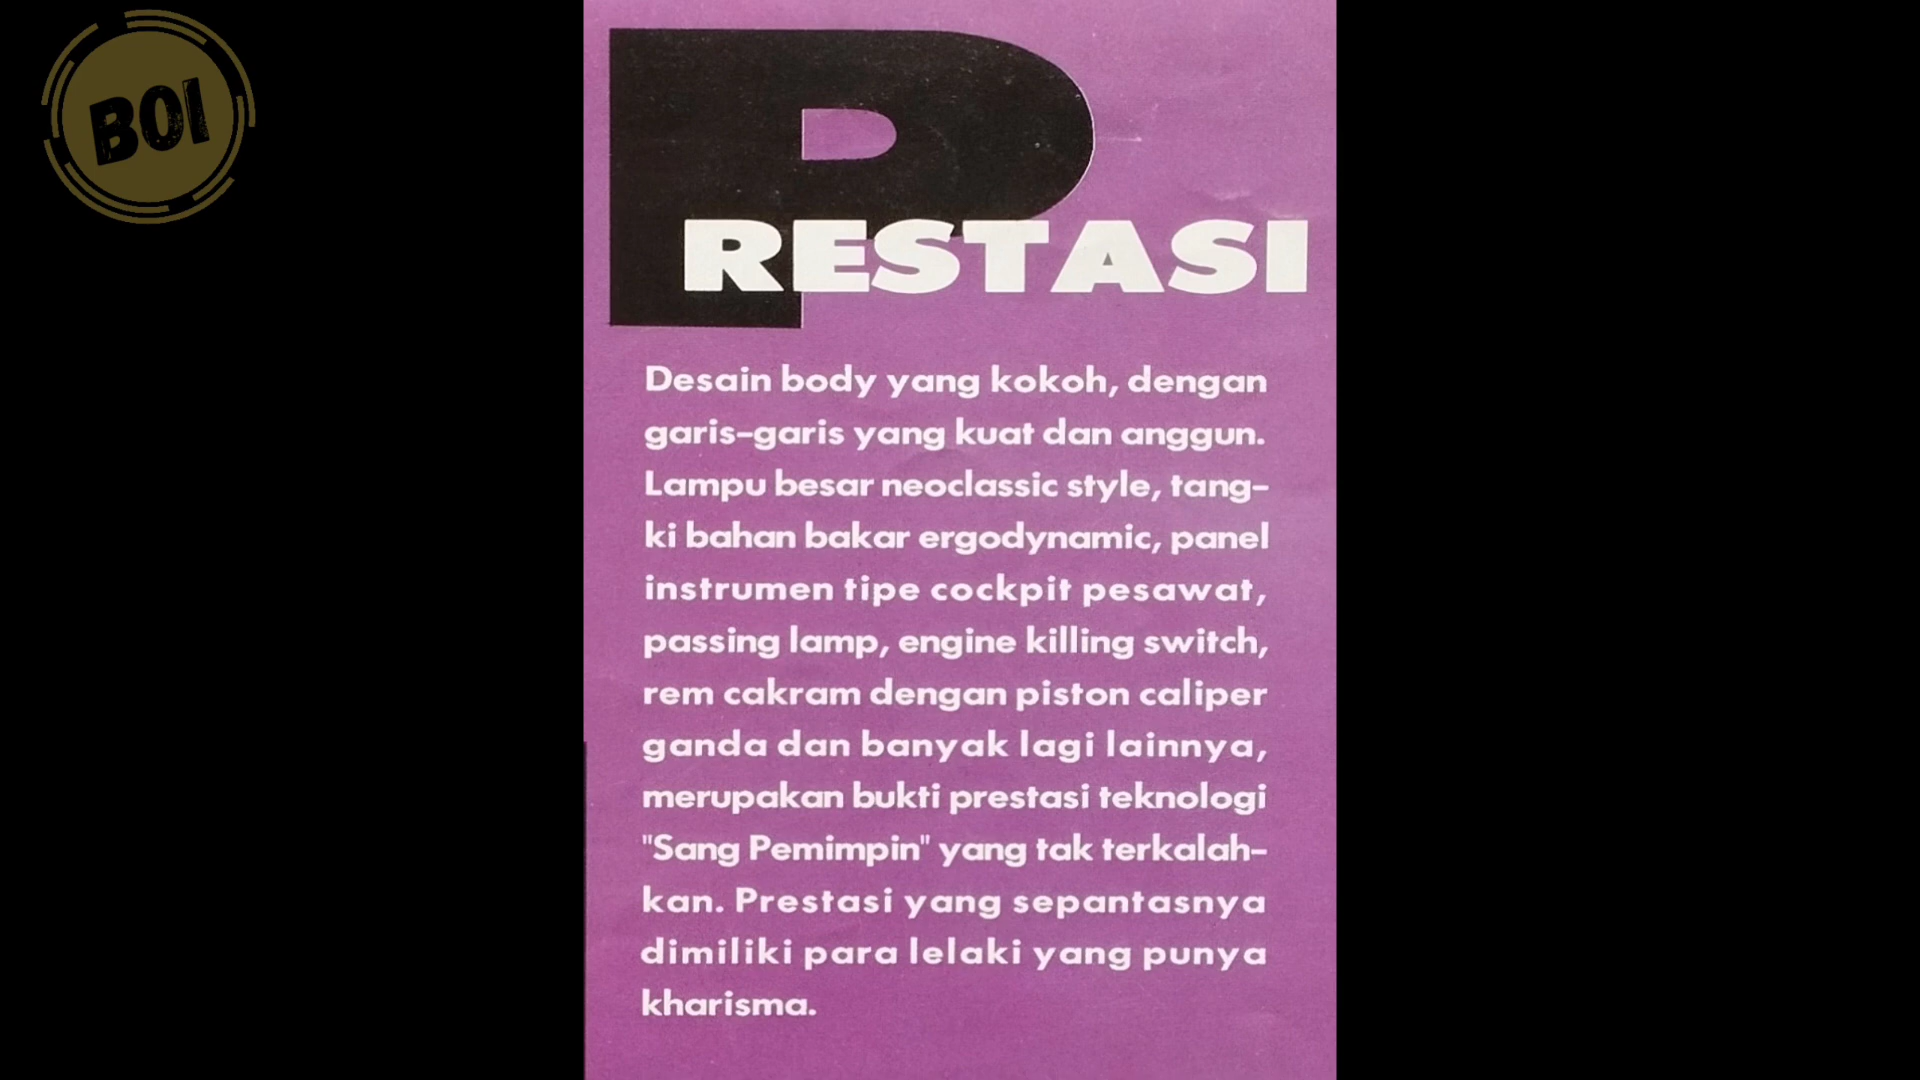 BOI
PRESTASI
Desain body yang kokoh, dengan
garis-garis yang kuat dan anggun.
Lampu besar neoclassic style, tang-
ki bahan bakar ergodynamic, panel
instrumen tipe cockpit pesawat,
passing lamp, engine killing switch,
rem cakram dengan piston caliper
ganda dan banyak lagi lainnya,
merupakan bukti prestasi teknologi
"Sang Pemimpin" yang tak terkalah-
kan. Prestasi yang sepantasnya
dimiliki para lelaki yang punya
kharisma.